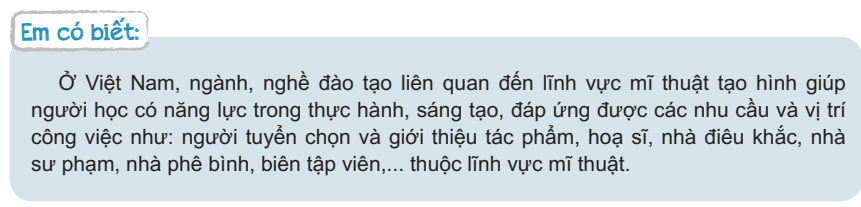 Em có biết:
Ở Việt Nam, ngành, nghề đào tạo liên quan đến lĩnh vực mĩ thuật tạo hình giúp
người học có năng lực trong thực hành, sáng tạo, đáp ứng được các nhu cầu và vị trí
công việc như: người tuyển chọn và giới thiệu tác phẩm, hoạ sĩ, nhà điêu khắc, nhà
sư phạm, nhà phê bình, biên tập viên,... thuộc lĩnh vực mĩ thuật.